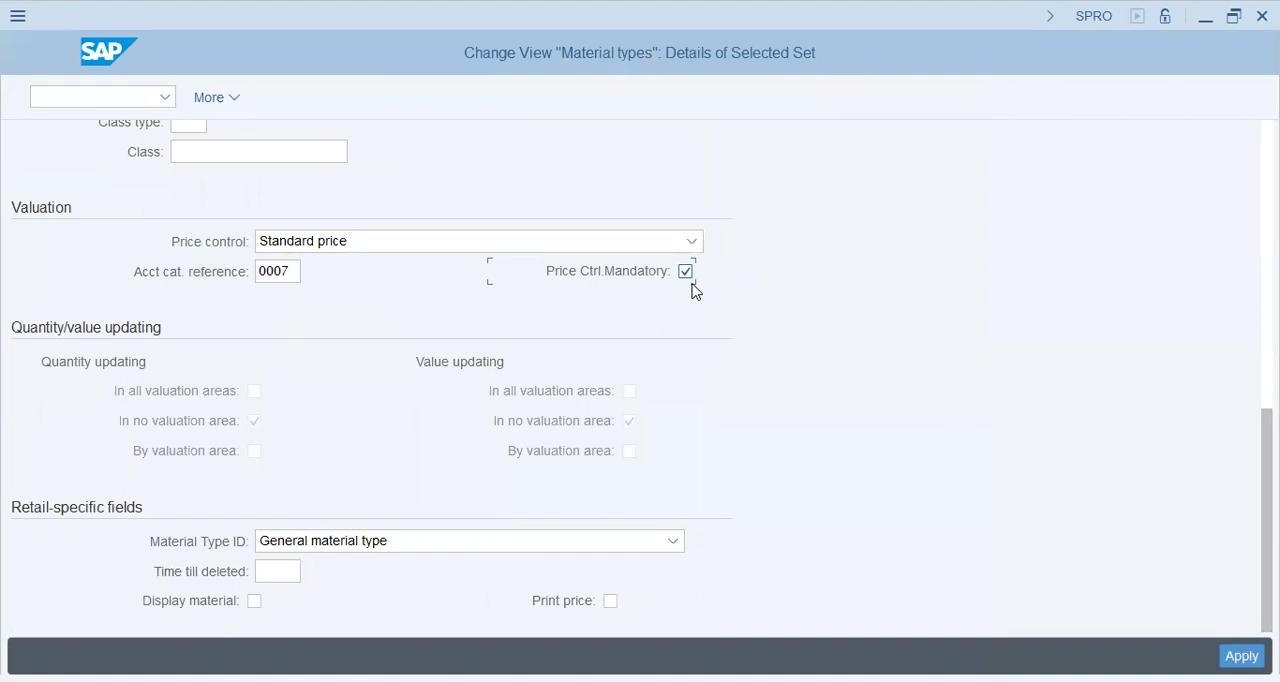 SPRO
SAP
Change View "Material types": Details of Selected Set
More
Class type:
Class:
Valuation
Price control: Standard price
Acct cat. reference: 0007 Price Ctrl.Mandatory:
Quantity/value updating
Quantity updating Value updating
In all valuation areas: In all valuation areas:
In no valuation area: In no valuation area:
By valuation area: By valuation area:
Retail-specific fields
Material Type ID: General material type
Time till deleted:
Display material: Print price:
Apply